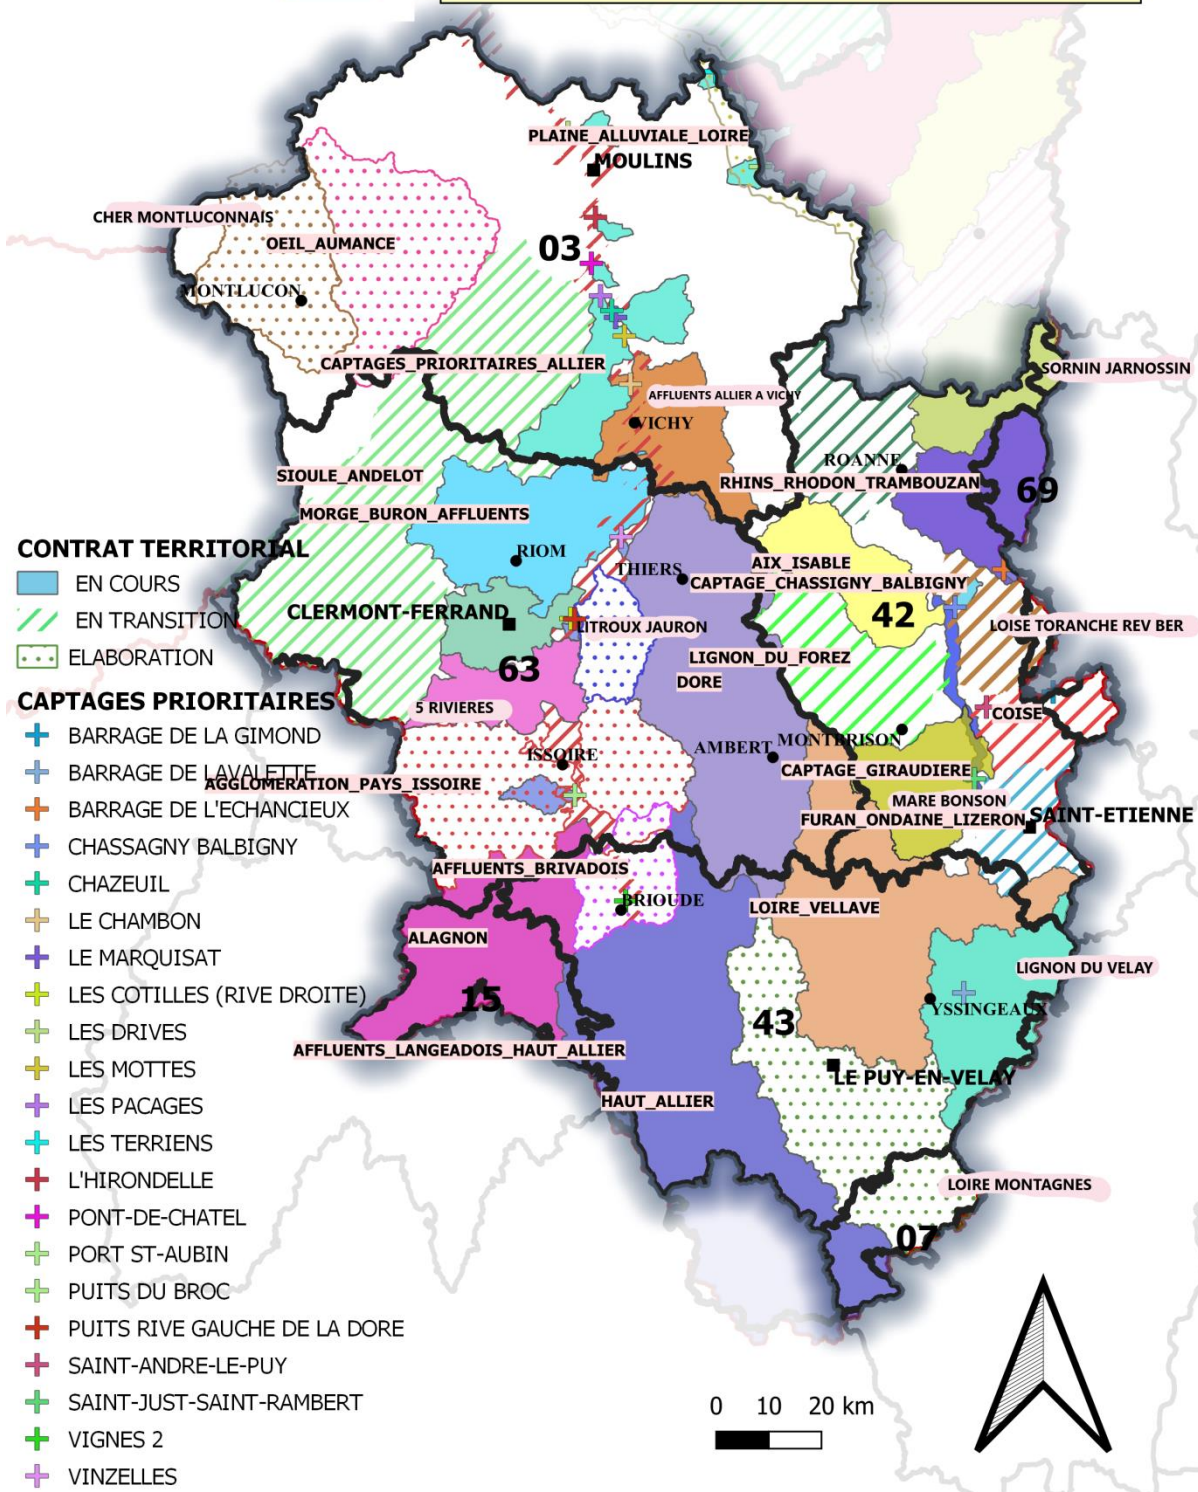 PLAINE_ALLUVIALE_LOIRE
MOULINS
CHER MONTLUCONNAIS
OEIL_AUMANCE
03
MONTLUCON
CAPTAGES_PRIORITAIRES_ALLIER
SORNIN JARNOSSIN
AFFLUENTS ALLIER A VICHY
VICHY
ROANNE
SIOULE_ANDELOT
RHINS_RHODON_TRAMBOUZAN
69
MORGE_BURON_AFFLUENTS
CONTRAT TERRITORIAL
RIOM
THIERS
AIX_ISABLE
EN COURS
CAPTAGE_CHASSIGNY_BALBIGNY
CLERMONT-FERRAND
42
EN TRANSITION
LITROUX JAURON
LOISE TORANCHE REV BER
ELABORATION
LIGNON_DU_FOREZ
63
DORE
CAPTAGES PRIORITAIRES
5 RIVIERES
COISE
BARRAGE DE LA GIMOND
AMBERT
MONTBRISON
ISSOIRE
BARRAGE DE LAVALETTE
CAPTAGE_GIRAUDIERE
AGGLOMERATION_PAYS_ISSOIRE
MARE BONSON
BARRAGE DE L'ECHANCIEUX
FURAN_ONDAINE_LIZERON
SAINT-ETIENNE
CHASSAGNY BALBIGNY
AFFLUENTS_BRIVADOIS
CHAZEUIL
BRIOUDE
LOIRE_VELLAVE
LE CHAMBON
ALAGNON
LE MARQUISAT
LIGNON DU VELAY
LES COTILLES (RIVE DROITE)
15
YSSINGEAUX
43
LES DRIVES
AFFLUENTS_LANGEADOIS_HAUT_ALLIER
LES MOTTES
LE PUY-EN-VELAY
HAUT_ALLIER
LES PACAGES
LES TERRIENS
L'HIRONDELLE
LOIRE MONTAGNES
PONT-DE-CHATEL
07
PORT ST-AUBIN
PUITS DU BROC
PUITS RIVE GAUCHE DE LA DORE
SAINT-ANDRE-LE-PUY
SAINT-JUST-SAINT-RAMBERT
0 10 20 km
VIGNES 2
VINZELLES